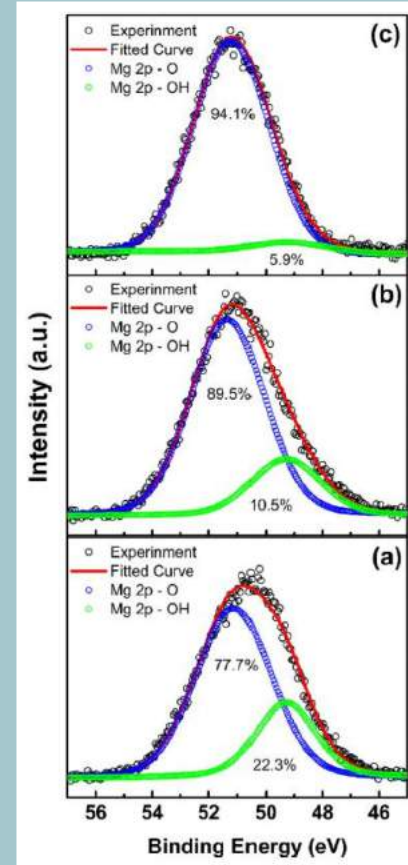 Experiment
Fitted Curve
Mg 2p - O
Mg 2p - OH
(c)
94.1%
5.9%
Experiment
Fitted Curve
Mg 2p - O
Mg 2p - OH
(b)
89.5%
10.5%
Experinment
Fitted Curve
Mg 2p - O
Mg 2p - OH
(a)
77.7%
22.3%
Intensity (a.u.)
56 54 52 50 48 46
Binding Energy (eV)